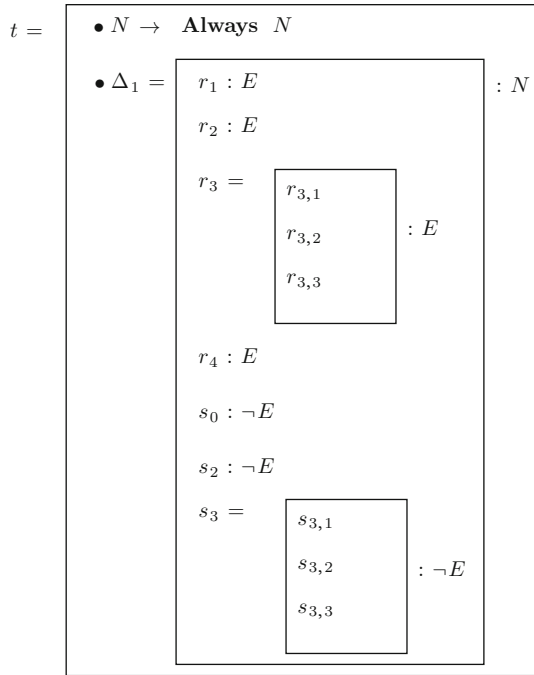 t =
• N → Always N
• Δ₁ =
: N
r₁ : E
r₂ : E
r₃ =
r₃,₁
r₃,₂
: E
r₃,₃
r₄ : E
s₀ : ¬E
s₂ : ¬E
s₃ =
s₃,₁
s₃,₂
: ¬E
s₃,₃